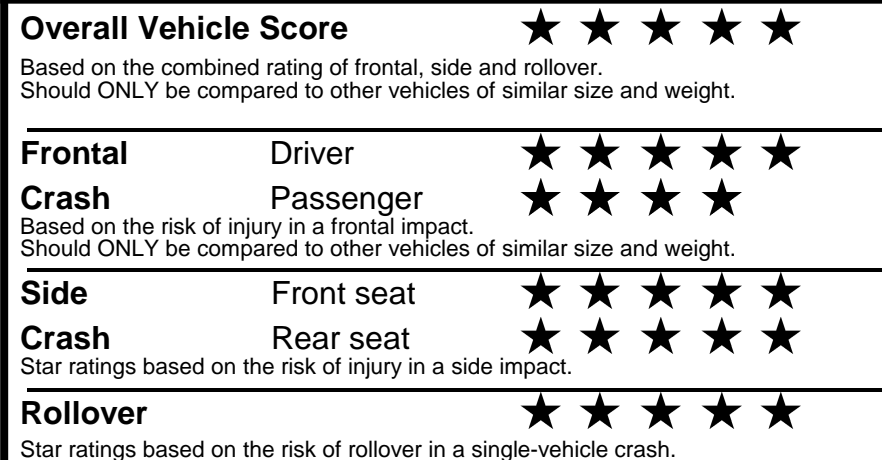 Overall Vehicle Score ★ ★ ★ ★ ★
Based on the combined rating of frontal, side and rollover.
Should ONLY be compared to other vehicles of similar size and weight.
Frontal Driver ★ ★ ★ ★ ★
Crash Passenger ★ ★ ★ ★
Based on the risk of injury in a frontal impact.
Should ONLY be compared to other vehicles of similar size and weight.
Side Front seat ★ ★ ★ ★ ★
Crash Rear seat ★ ★ ★ ★ ★
Star ratings based on the risk of injury in a side impact.
Rollover ★ ★ ★ ★ ★
Star ratings based on the risk of rollover in a single-vehicle crash.